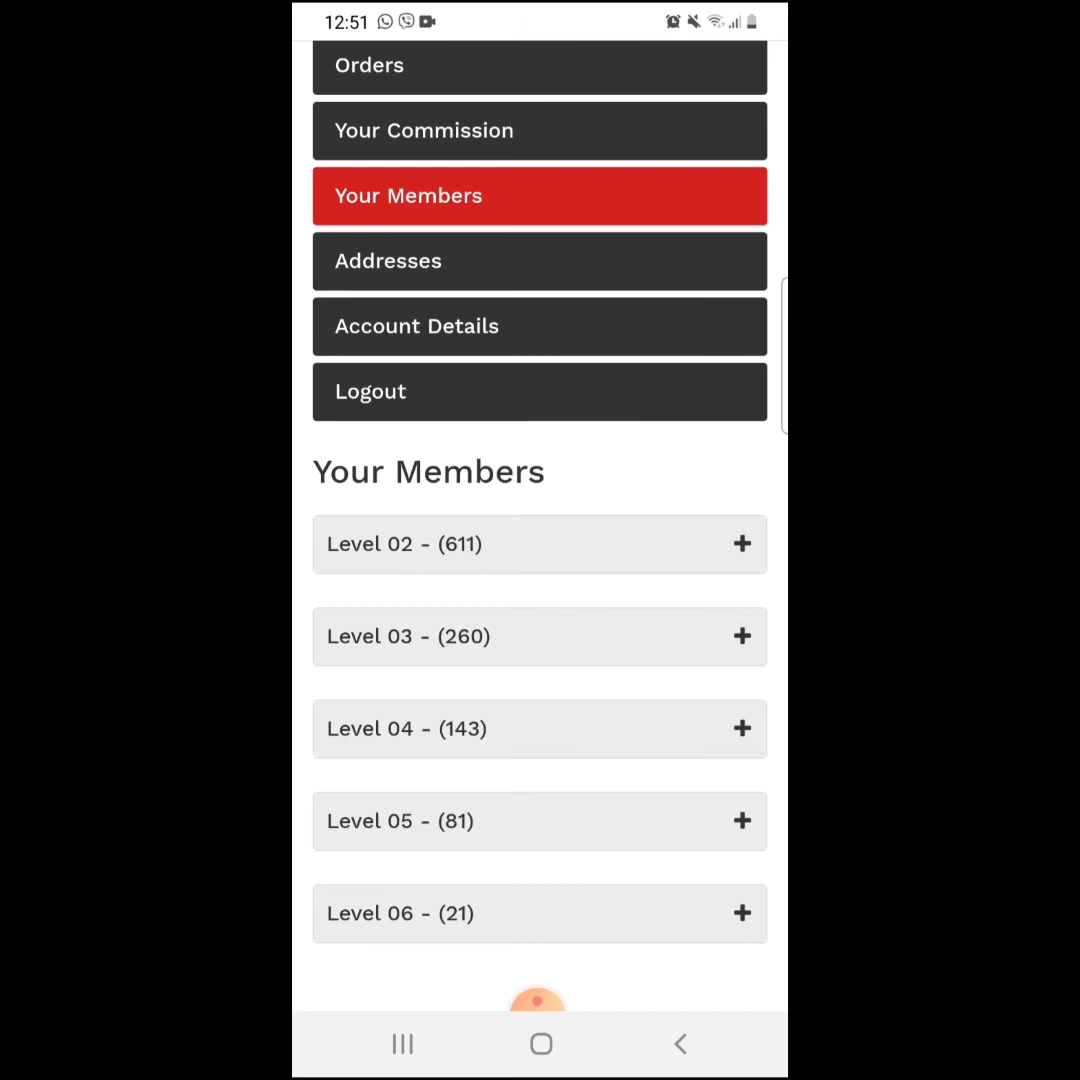 12:51
Orders
Your Commission
Your Members
Addresses
Account Details
Logout
Your Members
Level 02 - (611)
Level 03 - (260)
Level 04 - (143)
Level 05 - (81)
Level 06 - (21)